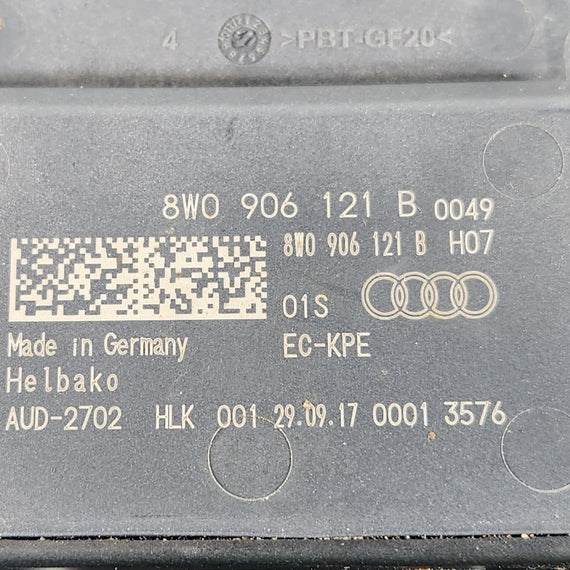 4 >PBT-GF20<
8W0 906 121 B 0049
8W0 906 121 B H07
01S
Made in Germany EC-KPE
Helbako
AUD-2702 HLK 001 29.09.17 0001 3576